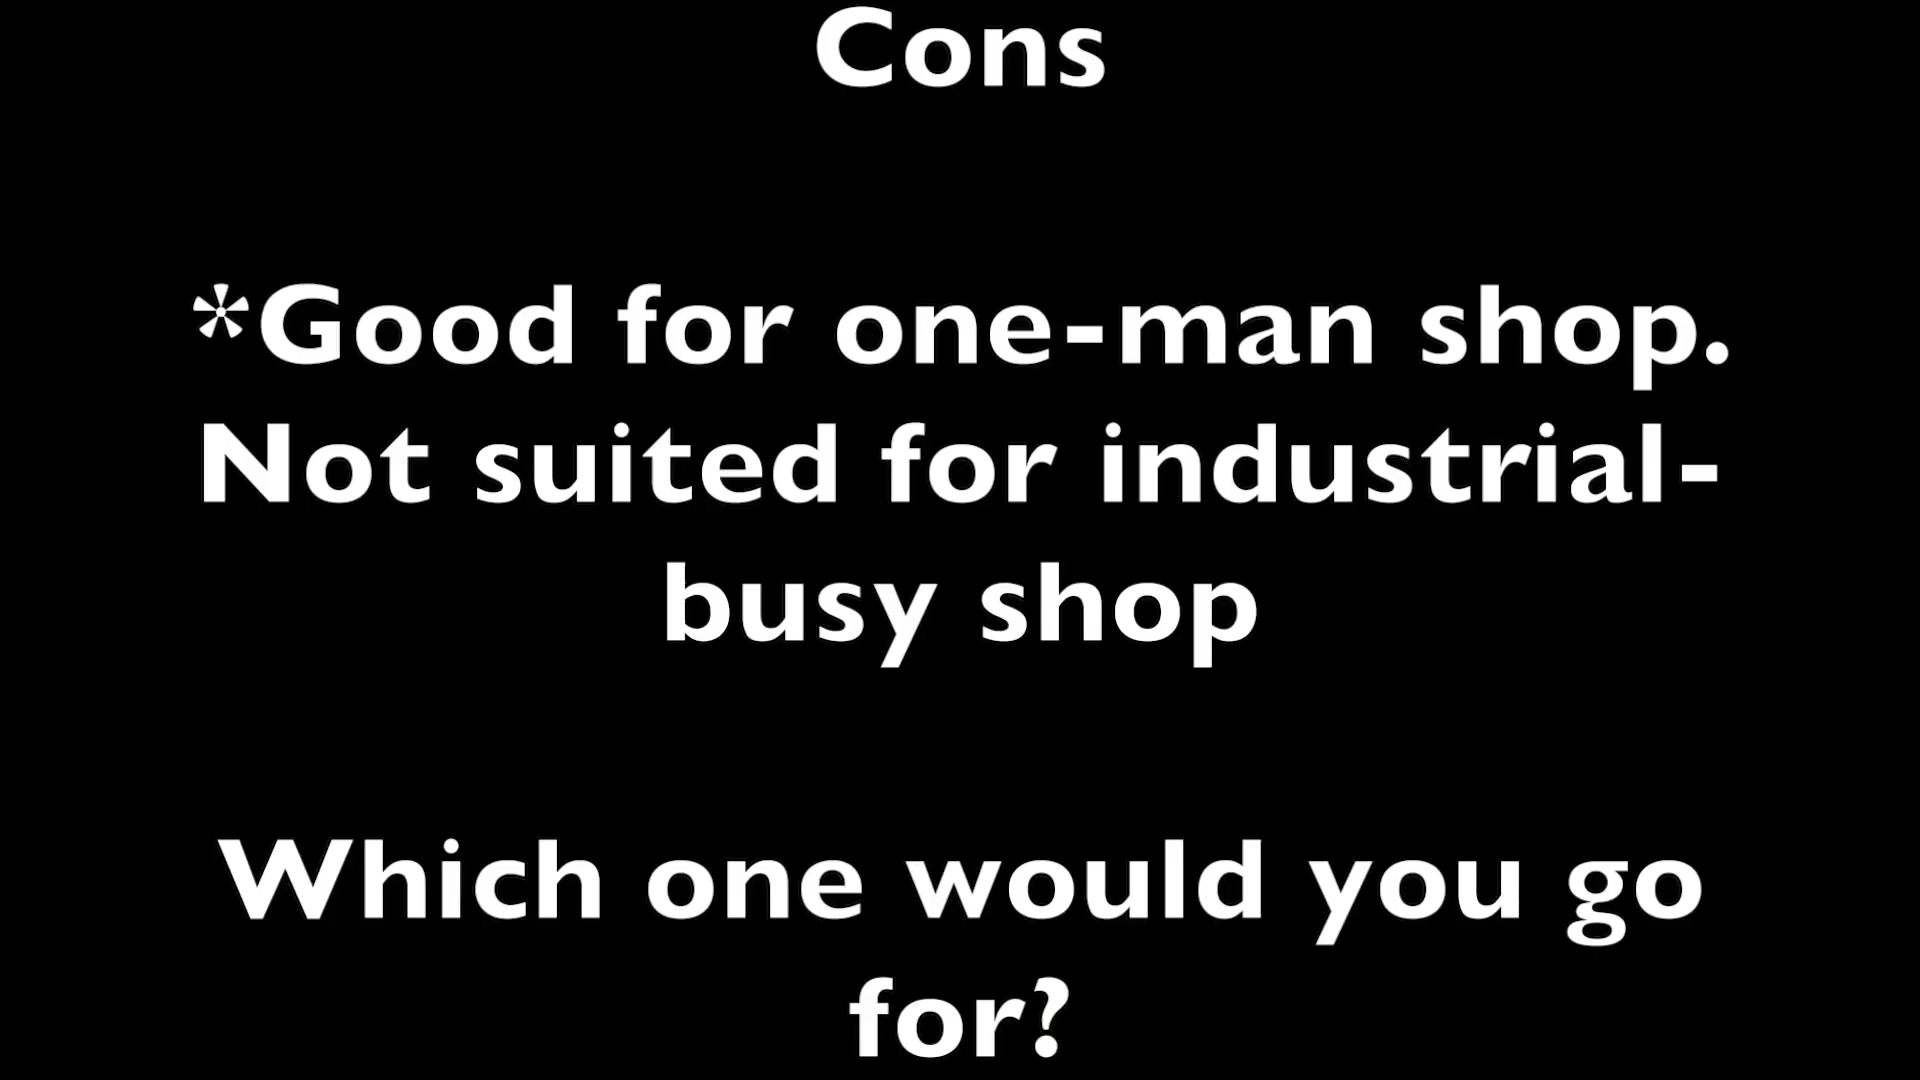 Cons
*Good for one-man shop.
Not suited for industrial-
busy shop
Which one would you go
for?